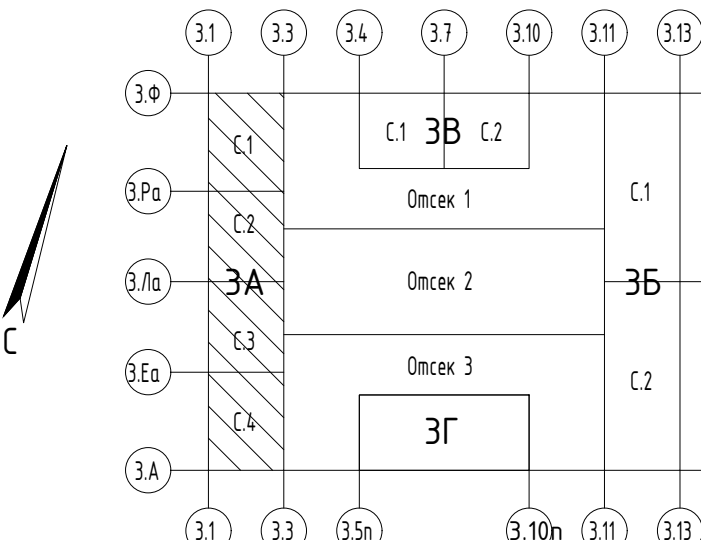 3.1 3.3 3.4 3.7 3.10 3.11 3.13
3.Ф
С.1 3В С.2
С.1
3.Ра
Отсек 1
С.1
С.2
3.Ла
3А
Отсек 2
3Б
С
С.3
3.Еа
Отсек 3
С.2
С.4
3Г
3.А
3.1 3.3 3.5п 3.10п 3.11 3.13